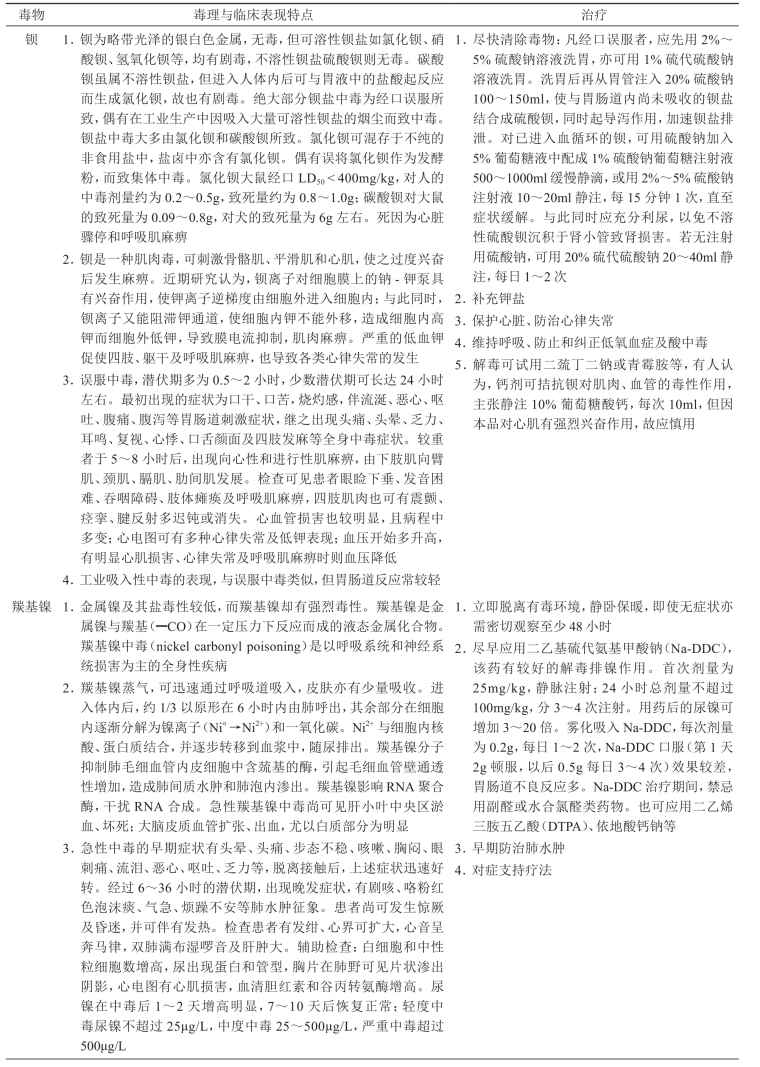 毒物 毒理与临床表现特点 治疗
钡
1. 钡为略带光泽的银白色金属，无毒，但可溶性钡盐如氯化钡、硝
酸钡、氢氧化钡等，均有剧毒，不溶性钡盐硫酸钡则无毒。碳酸
钡虽属不溶性钡盐，但进入人体内后可与胃液中的盐酸起反应
而生成氯化钡，故也有剧毒。绝大部分钡盐中毒为经口误服所
致，偶有在工业生产中因吸入大量可溶性钡盐的烟尘而致中毒。
钡盐中毒大多由氯化钡和碳酸钡所致。氯化钡可混存于不纯的
非食用盐中，盐卤中亦含有氯化钡。偶有误将氯化钡作为发酵
粉，而致集体中毒。氯化钡大鼠经口 LD50＜400mg/kg，对人的
中毒剂量约为 0.2～0.5g，致死量约为 0.8～1.0g；碳酸钡对大鼠
的致死量为 0.09～0.8g，对犬的致死量为 6g 左右。死因为心脏
骤停和呼吸肌麻痹
2. 钡是一种肌肉毒，可刺激骨骼肌、平滑肌和心肌，使之过度兴奋
后发生麻痹。近期研究认为，钡离子对细胞膜上的钠 - 钾泵具
有兴奋作用，使钾离子逆梯度由细胞外进入细胞内；与此同时，
钡离子又能阻滞钾通道，使细胞内钾不能外移，造成细胞内高
钾而细胞外低钾，导致膜电流抑制，肌肉麻痹。严重的低血钾
促使四肢、躯干及呼吸肌麻痹，也导致各类心律失常的发生
3. 误服中毒，潜伏期多为 0.5～2 小时，少数潜伏期可长达 24 小时
左右。最初出现的症状为口干、口苦，烧灼感，伴流涎、恶心、呕
吐、腹痛、腹泻等胃肠道刺激症状，继之出现头痛、头晕、乏力、
耳鸣、复视、心悸、口舌颜面及四肢发麻等全身中毒症状。较重
者于 5～8 小时后，出现向心性和进行性肌麻痹，由下肢肌向臂
肌、颈肌、膈肌、肋间肌发展。检查可见患者眼睑下垂、发音困
难、吞咽障碍、肢体瘫痪及呼吸肌麻痹，四肢肌肉也可有震颤、
痉挛、腱反射多迟钝或消失。心血管损害也较明显，且病程中
多变；心电图可有多种心律失常及低钾表现；血压开始多升高，
有明显心肌损害、心律失常及呼吸肌麻痹时则血压降低
4. 工业吸入性中毒的表现，与误服中毒类似，但胃肠道反应常较轻
1. 尽快清除毒物：凡经口误服者，应先用 2%～
5% 硫酸钠溶液洗胃，亦可用 1% 硫代硫酸钠
溶液洗胃。洗胃后再从胃管注入 20% 硫酸钠
100～150ml，使与胃肠道内尚未吸收的钡盐
结合成硫酸钡，同时起导泻作用，加速钡盐排
泄。对已进入血循环的钡，可用硫酸钠加入
5% 葡萄糖液中配成 1% 硫酸钠葡萄糖注射液
500～1000ml 缓慢静滴，或用 2%～5% 硫酸钠
注射液 10～20ml 静注，每 15 分钟 1 次，直至
症状缓解。与此同时应充分利尿，以免不溶
性硫酸钡沉积于肾小管致肾损害。若无注射
用硫酸钠，可用 20% 硫代硫酸钠 20～40ml 静
注，每日 1～2 次
2. 补充钾盐
3. 保护心脏、防治心律失常
4. 维持呼吸、防止和纠正低氧血症及酸中毒
5. 解毒可试用二巯丁二钠或青霉胺等，有人认
为，钙剂可拮抗钡对肌肉、血管的毒性作用，
主张静注 10% 葡萄糖酸钙，每次 10ml，但因
本品对心肌有强烈兴奋作用，故应慎用
羰基镍
1. 金属镍及其盐毒性较低，而羰基镍却有强烈毒性。羰基镍是金
属镍与羰基（—CO）在一定压力下反应而成的液态金属化合物。
羰基镍中毒（nickel carbonyl poisoning）是以呼吸系统和神经系
统损害为主的全身性疾病
2. 羰基镍蒸气，可迅速通过呼吸道吸入，皮肤亦有少量吸收。进
入体内后，约 1/3 以原形在 6 小时内由肺呼出，其余部分在细胞
内逐渐分解为镍离子（Ni°→Ni²⁺）和一氧化碳。Ni²⁺ 与细胞内核
酸、蛋白质结合，并逐步转移到血浆中，随尿排出。羰基镍分子
抑制肺毛细血管内皮细胞中含巯基的酶，引起毛细血管壁通透
性增加，造成肺间质水肿和肺泡内渗出。羰基镍影响 RNA 聚合
酶，干扰 RNA 合成。急性羰基镍中毒尚可见肝小叶中央区淤
血、坏死；大脑皮质血管扩张、出血，尤以白质部分为明显
3. 急性中毒的早期症状有头晕、头痛、步态不稳、咳嗽、胸闷、眼
刺痛、流泪、恶心、呕吐、乏力等，脱离接触后，上述症状迅速好
转。经过 6～36 小时的潜伏期，出现晚发症状，有剧咳、咯粉红
色泡沫痰、气急、烦躁不安等肺水肿征象。患者尚可发生惊厥
及昏迷，并可伴有发热。检查患者有发绀、心界可扩大，心音呈
奔马律，双肺满布湿啰音及肝肿大。辅助检查：白细胞和中性
粒细胞数增高，尿出现蛋白和管型，胸片在肺野可见片状渗出
阴影，心电图有心肌损害，血清胆红素和谷丙转氨酶增高。尿
镍在中毒后 1～2 天增高明显，7～10 天后恢复正常；轻度中
毒尿镍不超过 25μg/L，中度中毒 25～500μg/L，严重中毒超过
500μg/L
1. 立即脱离有毒环境，静卧保暖，即使无症状亦
需密切观察至少 48 小时
2. 尽早应用二乙基硫代氨基甲酸钠（Na-DDC），
该药有较好的解毒排镍作用。首次剂量为
25mg/kg，静脉注射；24 小时总剂量不超过
100mg/kg，分 3～4 次注射。用药后的尿镍可
增加 3～20 倍。雾化吸入 Na-DDC，每次剂量
为 0.2g，每日 1～2 次，Na-DDC 口服（第 1 天
2g 顿服，以后 0.5g 每日 3～4 次）效果较差，
胃肠道不良反应多。Na-DDC 治疗期间，禁忌
用副醛或水合氯醛类药物。也可应用二乙烯
三胺五乙酸（DTPA）、依地酸钙钠等
3. 早期防治肺水肿
4. 对症支持疗法